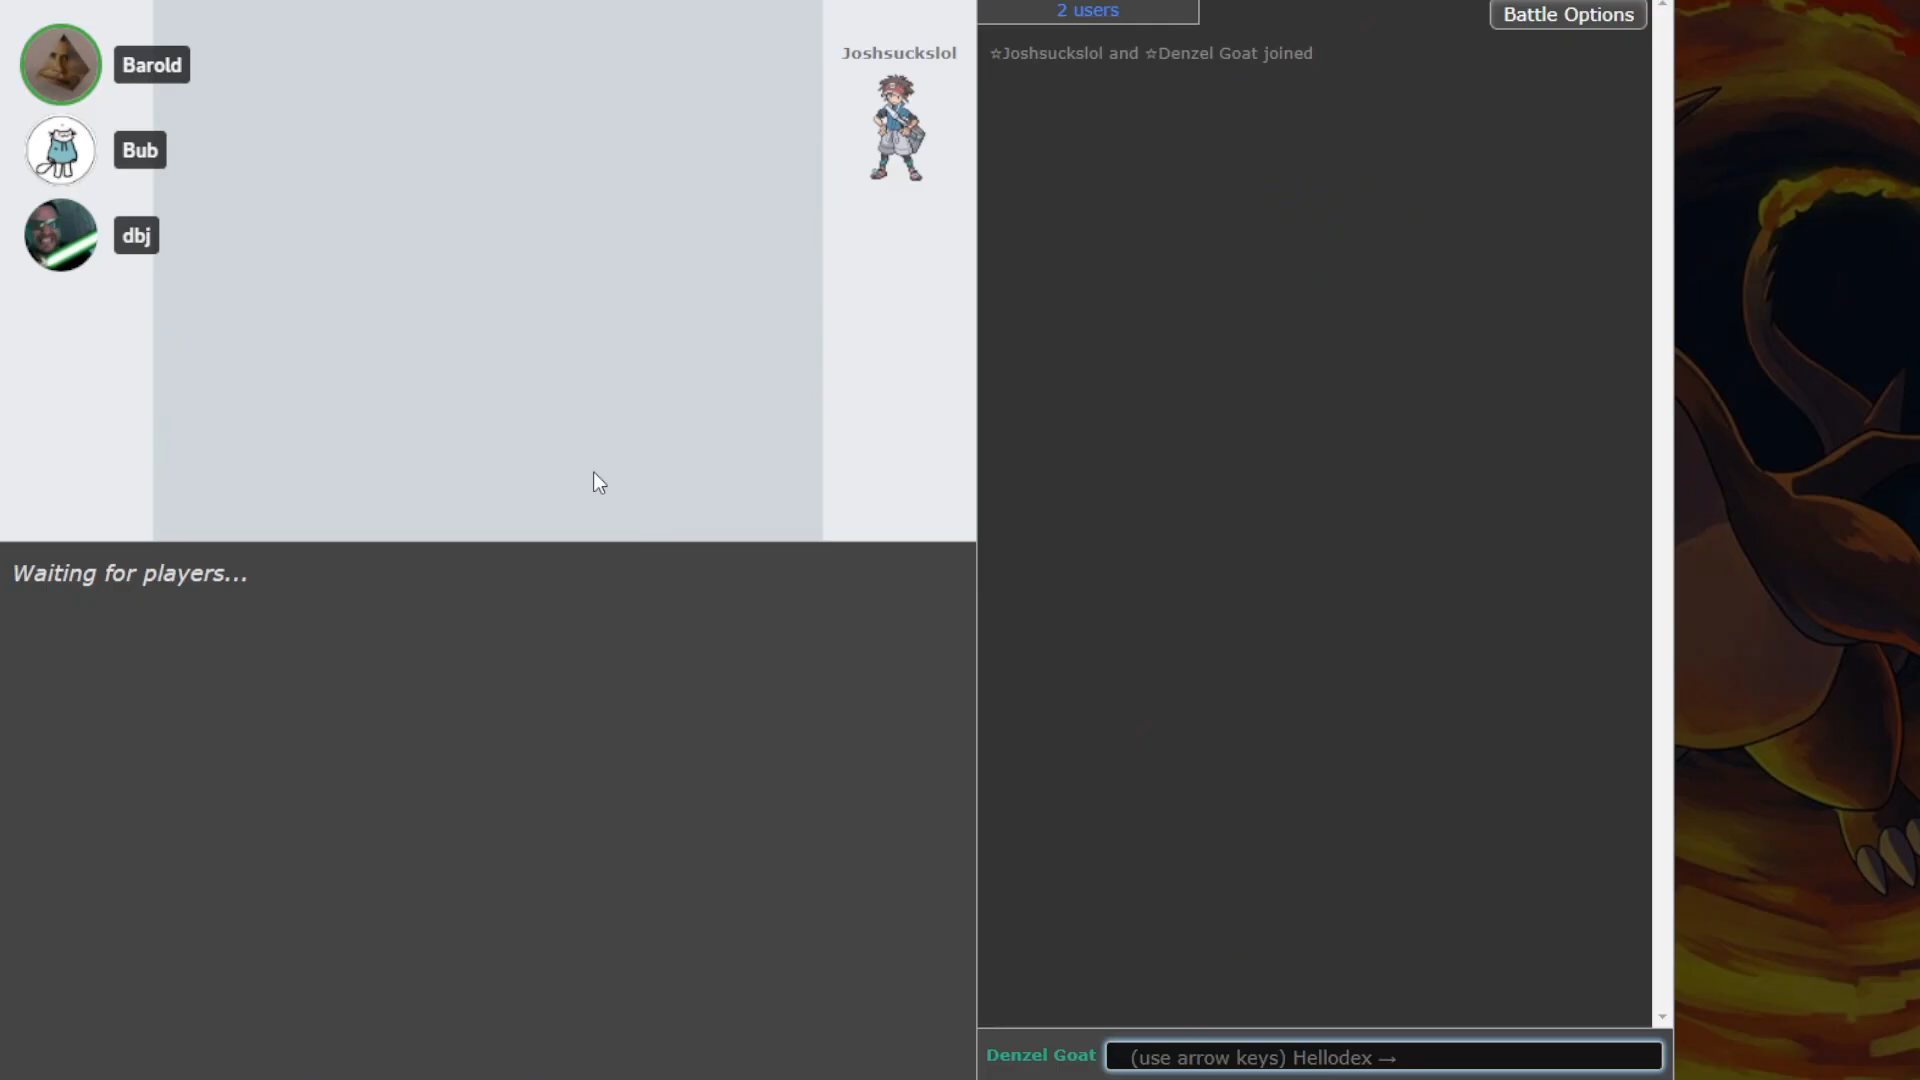 Barold
Bub
dbj
Joshsuckslol
Waiting for players...
2 users
Battle Options
☆Joshsuckslol and ☆Denzel Goat joined
Denzel Goat
(use arrow keys) Hellodex →